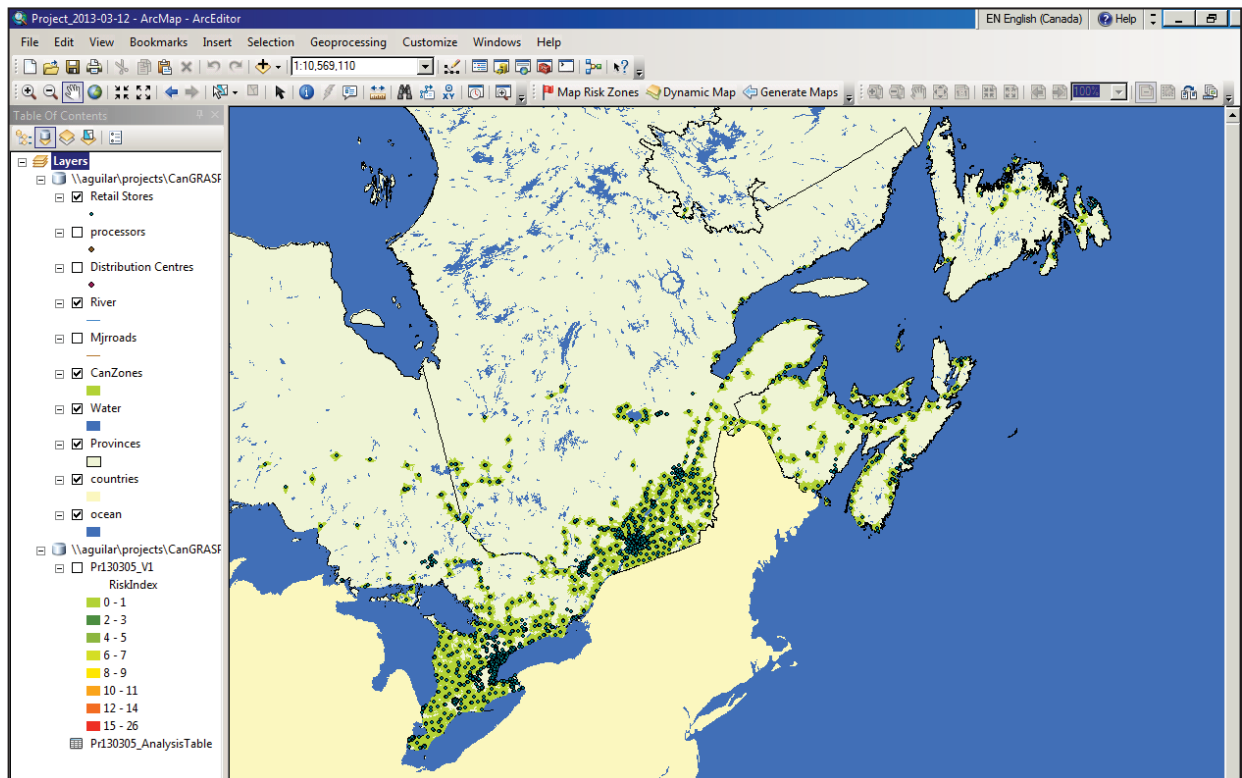 Project_2013-03-12 - ArcMap - ArcEditor
EN English (Canada)
Help
File Edit View Bookmarks Insert Selection Geoprocessing Customize Windows Help
1:10,569,110
Map Risk Zones Dynamic Map Generate Maps
100%
Table Of Contents
Layers
\\aguilar\projects\CanGRASP
Retail Stores
processors
Distribution Centres
River
Mjrroads
CanZones
Water
Provinces
countries
ocean
\\aguilar\projects\CanGRASP
Pr130305_V1
RiskIndex
0 - 1
2 - 3
4 - 5
6 - 7
8 - 9
10 - 11
12 - 14
15 - 26
Pr130305_AnalysisTable